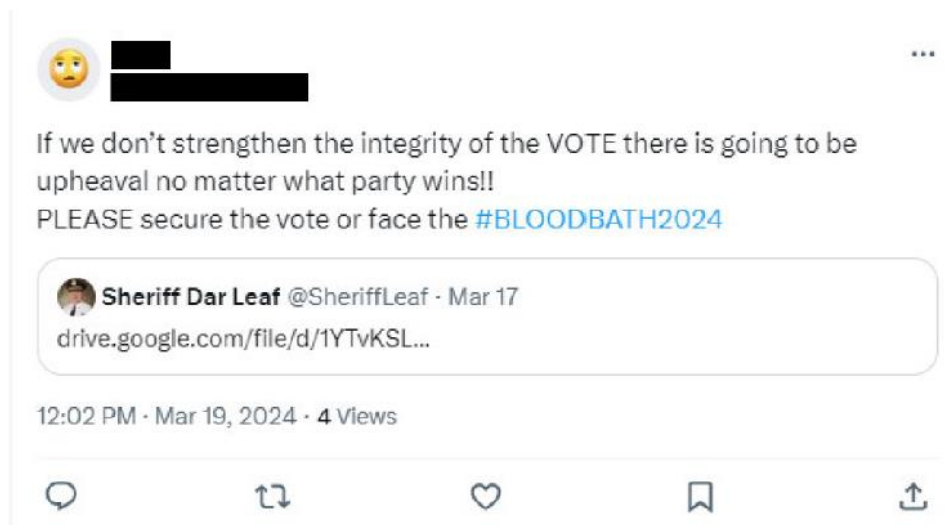 If we don't strengthen the integrity of the VOTE there is going to be
upheaval no matter what party wins!!
PLEASE secure the vote or face the #BLOODBATH2024
Sheriff Dar Leaf @SheriffLeaf · Mar 17
drive.google.com/file/d/1YTvKSL...
12:02 PM · Mar 19, 2024 · 4 Views